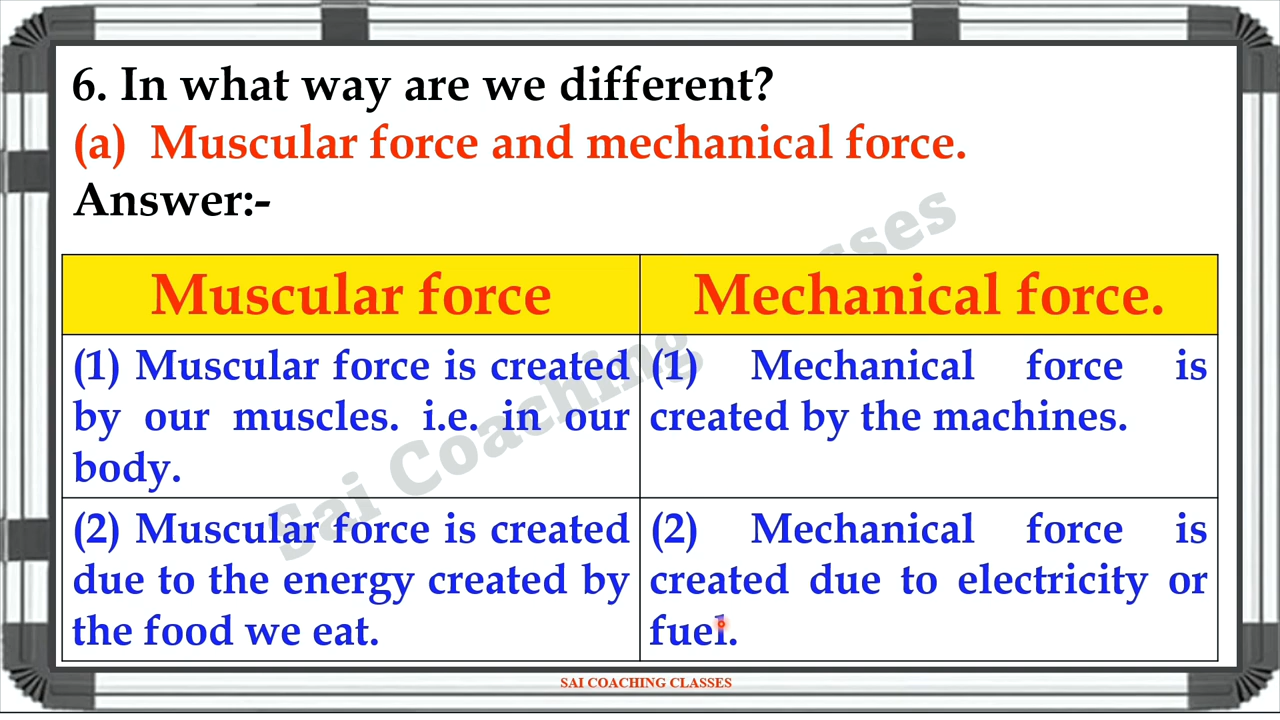 6. In what way are we different?
(a) Muscular force and mechanical force.
Answer:-
Muscular force
Mechanical force.
(1) Muscular force is created
by our muscles. i.e. in our
body.
(1) Mechanical force is
created by the machines.
(2) Muscular force is created
due to the energy created by
the food we eat.
(2) Mechanical force is
created due to electricity or
fuel.
Sai Coaching Classes
SAI COACHING CLASSES